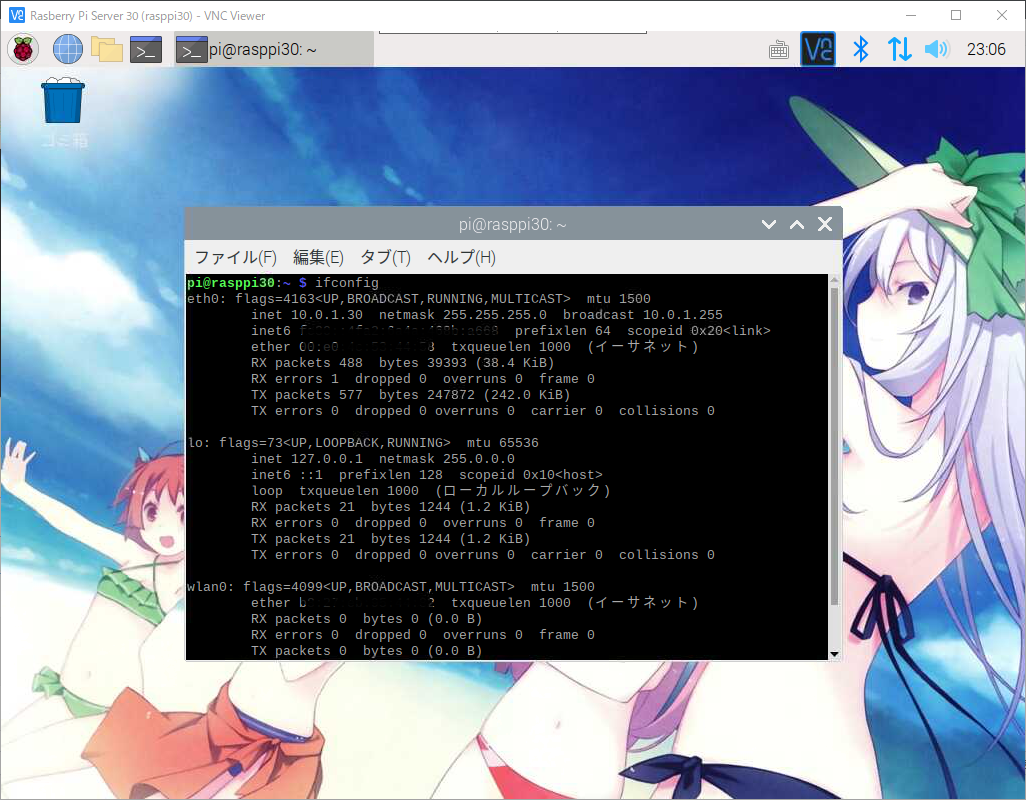 Rasberry Pi Server 30 (rasppi30) - VNC Viewer
pi@rasppi30: ~
23:06
ゴミ箱
pi@rasppi30: ~
ファイル(F) 編集(E) タブ(T) ヘルプ(H)
pi@rasppi30:~ $ ifconfig
eth0: flags=4163<UP,BROADCAST,RUNNING,MULTICAST> mtu 1500
inet 10.0.1.30 netmask 255.255.255.0 broadcast 10.0.1.255
inet6 prefixlen 64 scopeid 0x20<link>
ether txqueuelen 1000 (イーサネット)
RX packets 488 bytes 39393 (38.4 KiB)
RX errors 1 dropped 0 overruns 0 frame 0
TX packets 577 bytes 247872 (242.0 KiB)
TX errors 0 dropped 0 overruns 0 carrier 0 collisions 0
lo: flags=73<UP,LOOPBACK,RUNNING> mtu 65536
inet 127.0.0.1 netmask 255.0.0.0
inet6 ::1 prefixlen 128 scopeid 0x10<host>
loop txqueuelen 1000 (ローカルループバック)
RX packets 21 bytes 1244 (1.2 KiB)
RX errors 0 dropped 0 overruns 0 frame 0
TX packets 21 bytes 1244 (1.2 KiB)
TX errors 0 dropped 0 overruns 0 carrier 0 collisions 0
wlan0: flags=4099<UP,BROADCAST,MULTICAST> mtu 1500
ether txqueuelen 1000 (イーサネット)
RX packets 0 bytes 0 (0.0 B)
RX errors 0 dropped 0 overruns 0 frame 0
TX packets 0 bytes 0 (0.0 B)